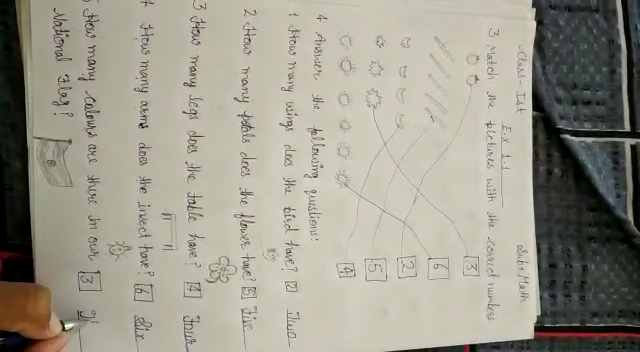 Class-Ist Ex 1.1 Sub:Math
3 Match the pictures with the correct numbers
3
6
2
5
4
4 Answer the following questions:
1 How many wings does the bird have? 2 Two
2 How many petals does the flower have? 5 Five
3 How many legs does the table have? 4 Four
4 How many arms does the insect have? 6 Six
5 How many colours are there in our 3
National Flag?